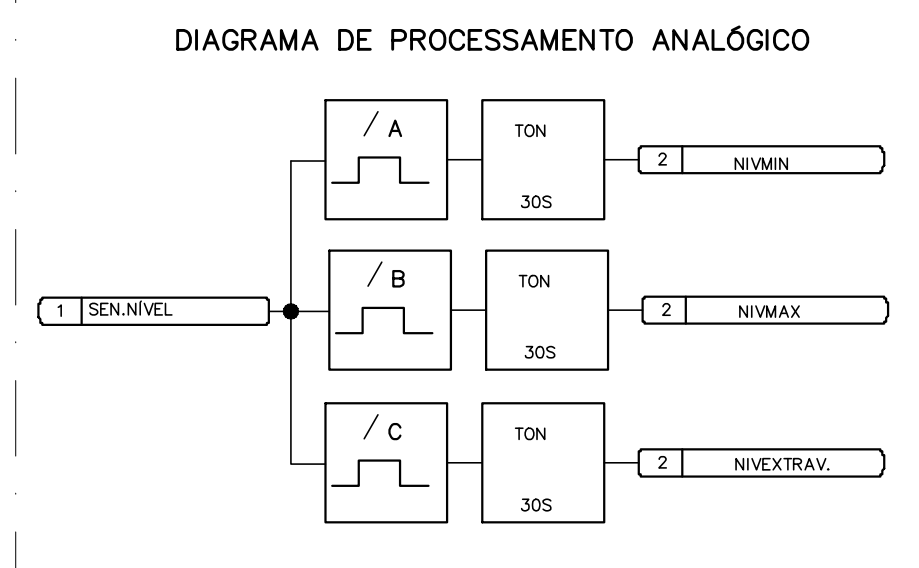 DIAGRAMA DE PROCESSAMENTO ANALÓGICO
/ A
TON
30S
2 NIVMIN
/ B
TON
30S
1 SEN.NÍVEL
2 NIVMAX
/ C
TON
30S
2 NIVEXTRAV.